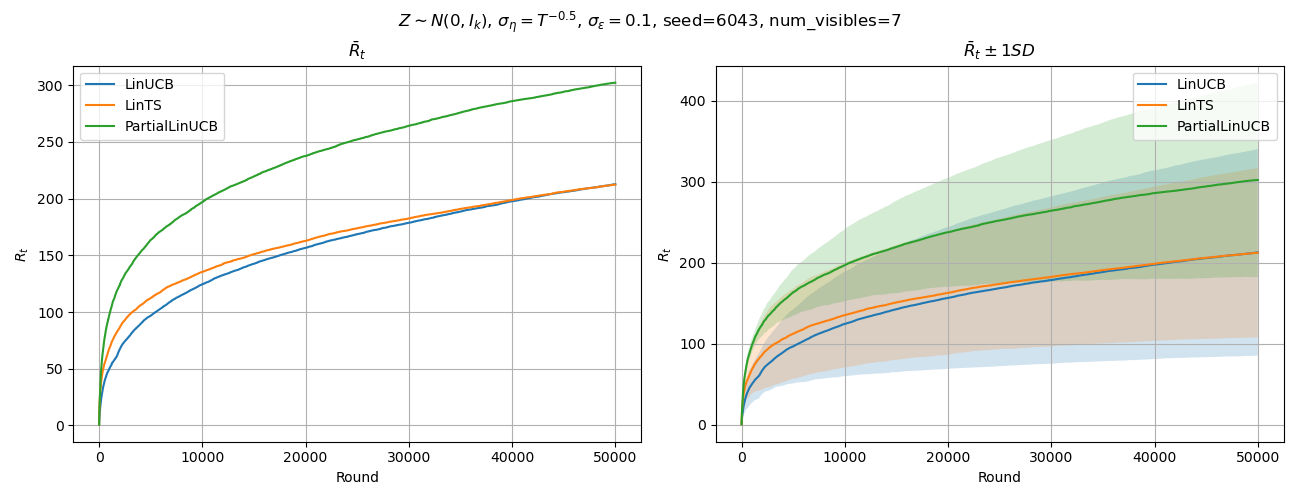 Z ~ N(0, I_k), σ_η = T^{-0.5}, σ_ε = 0.1, seed=6043, num_visibles=7
R̄_t
300
250
200
150
100
50
0
R_t
LinUCB
LinTS
PartialLinUCB
0 10000 20000 30000 40000 50000
Round
R̄_t ± 1SD
400
300
200
100
0
R_t
LinUCB
LinTS
PartialLinUCB
0 10000 20000 30000 40000 50000
Round